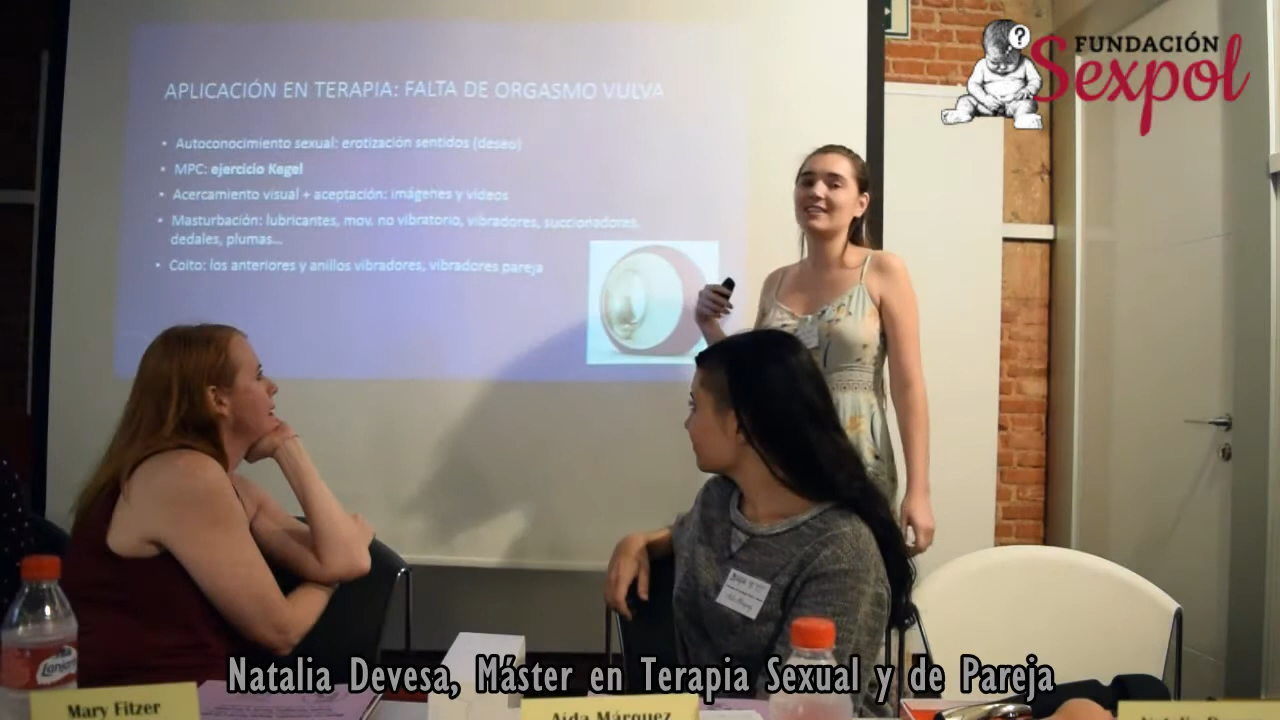 FUNDACIÓN
Sexpol
APLICACIÓN EN TERAPIA: FALTA DE ORGASMO VULVA
• Autoconocimiento sexual: erotización sentidos (deseo)
• MPC: ejercicio Kegel
• Acercamiento visual + aceptación: imágenes y videos
• Masturbación: lubricantes, mov. no vibratorio, vibradores, succionadores,
dedales, plumas...
• Coito: los anteriores y anillos vibradores, vibradores pareja
Lanjarón
Natalia Devesa, Máster en Terapia Sexual y de Pareja
Mary Fitzer
Aída Márquez